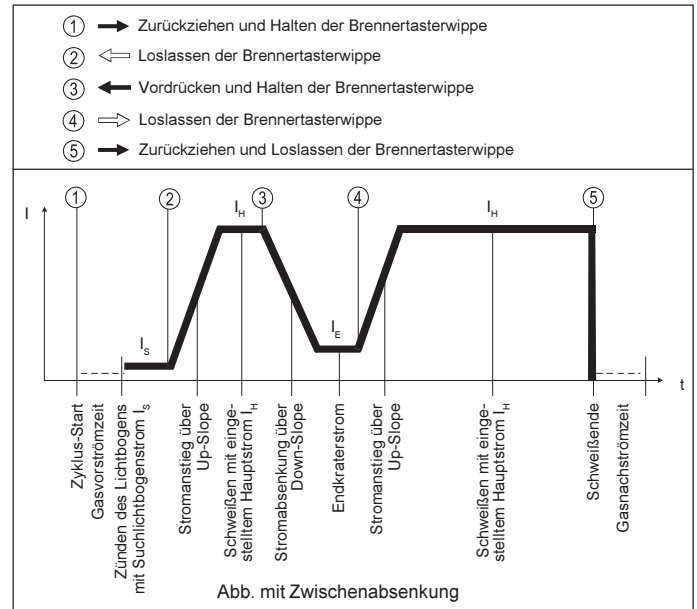 ① Zurückziehen und Halten der Brennertasterwippe
② Loslassen der Brennertasterwippe
③ Vordrücken und Halten der Brennertasterwippe
④ Loslassen der Brennertasterwippe
⑤ Zurückziehen und Loslassen der Brennertasterwippe
① ② ③ ④ ⑤
I
I_H
I_H
I_S
I_E
t
Zyklus-Start
Gasvorströmzeit
Zünden des Lichtbogens
mit Suchlichtbogenstrom I_S
Stromanstieg über
Up-Slope
Schweißen mit einge-
stelltem Hauptstrom I_H
Stromabsenkung über
Down-Slope
Endkraterstrom
Stromanstieg über
Up-Slope
Schweißen mit einge-
stelltem Hauptstrom I_H
Schweißende
Gasnachströmzeit
Abb. mit Zwischenabsenkung